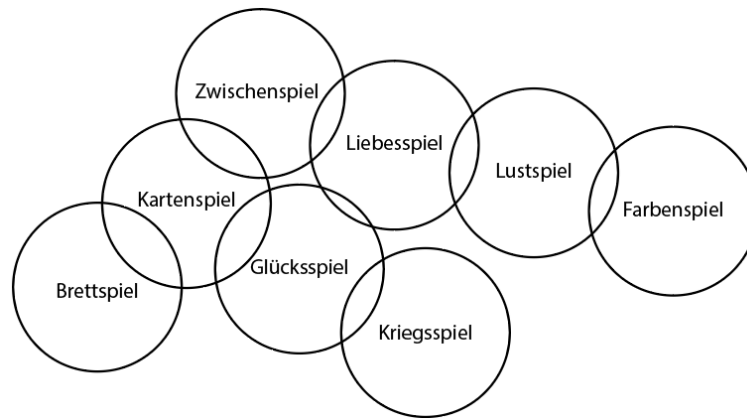 Zwischenspiel
Liebesspiel
Lustspiel
Kartenspiel
Farbenspiel
Glücksspiel
Brettspiel
Kriegsspiel